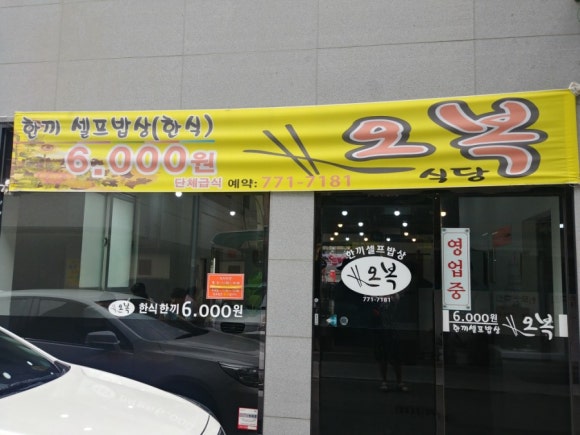 한끼 셀프밥상(한식)
6.000원
단체급식 예약:771-7181
오복
식당
한끼셀프밥상
오복
771-7181
영업중
한식한끼 6.000원
6.000원
한끼셀프밥상
오복